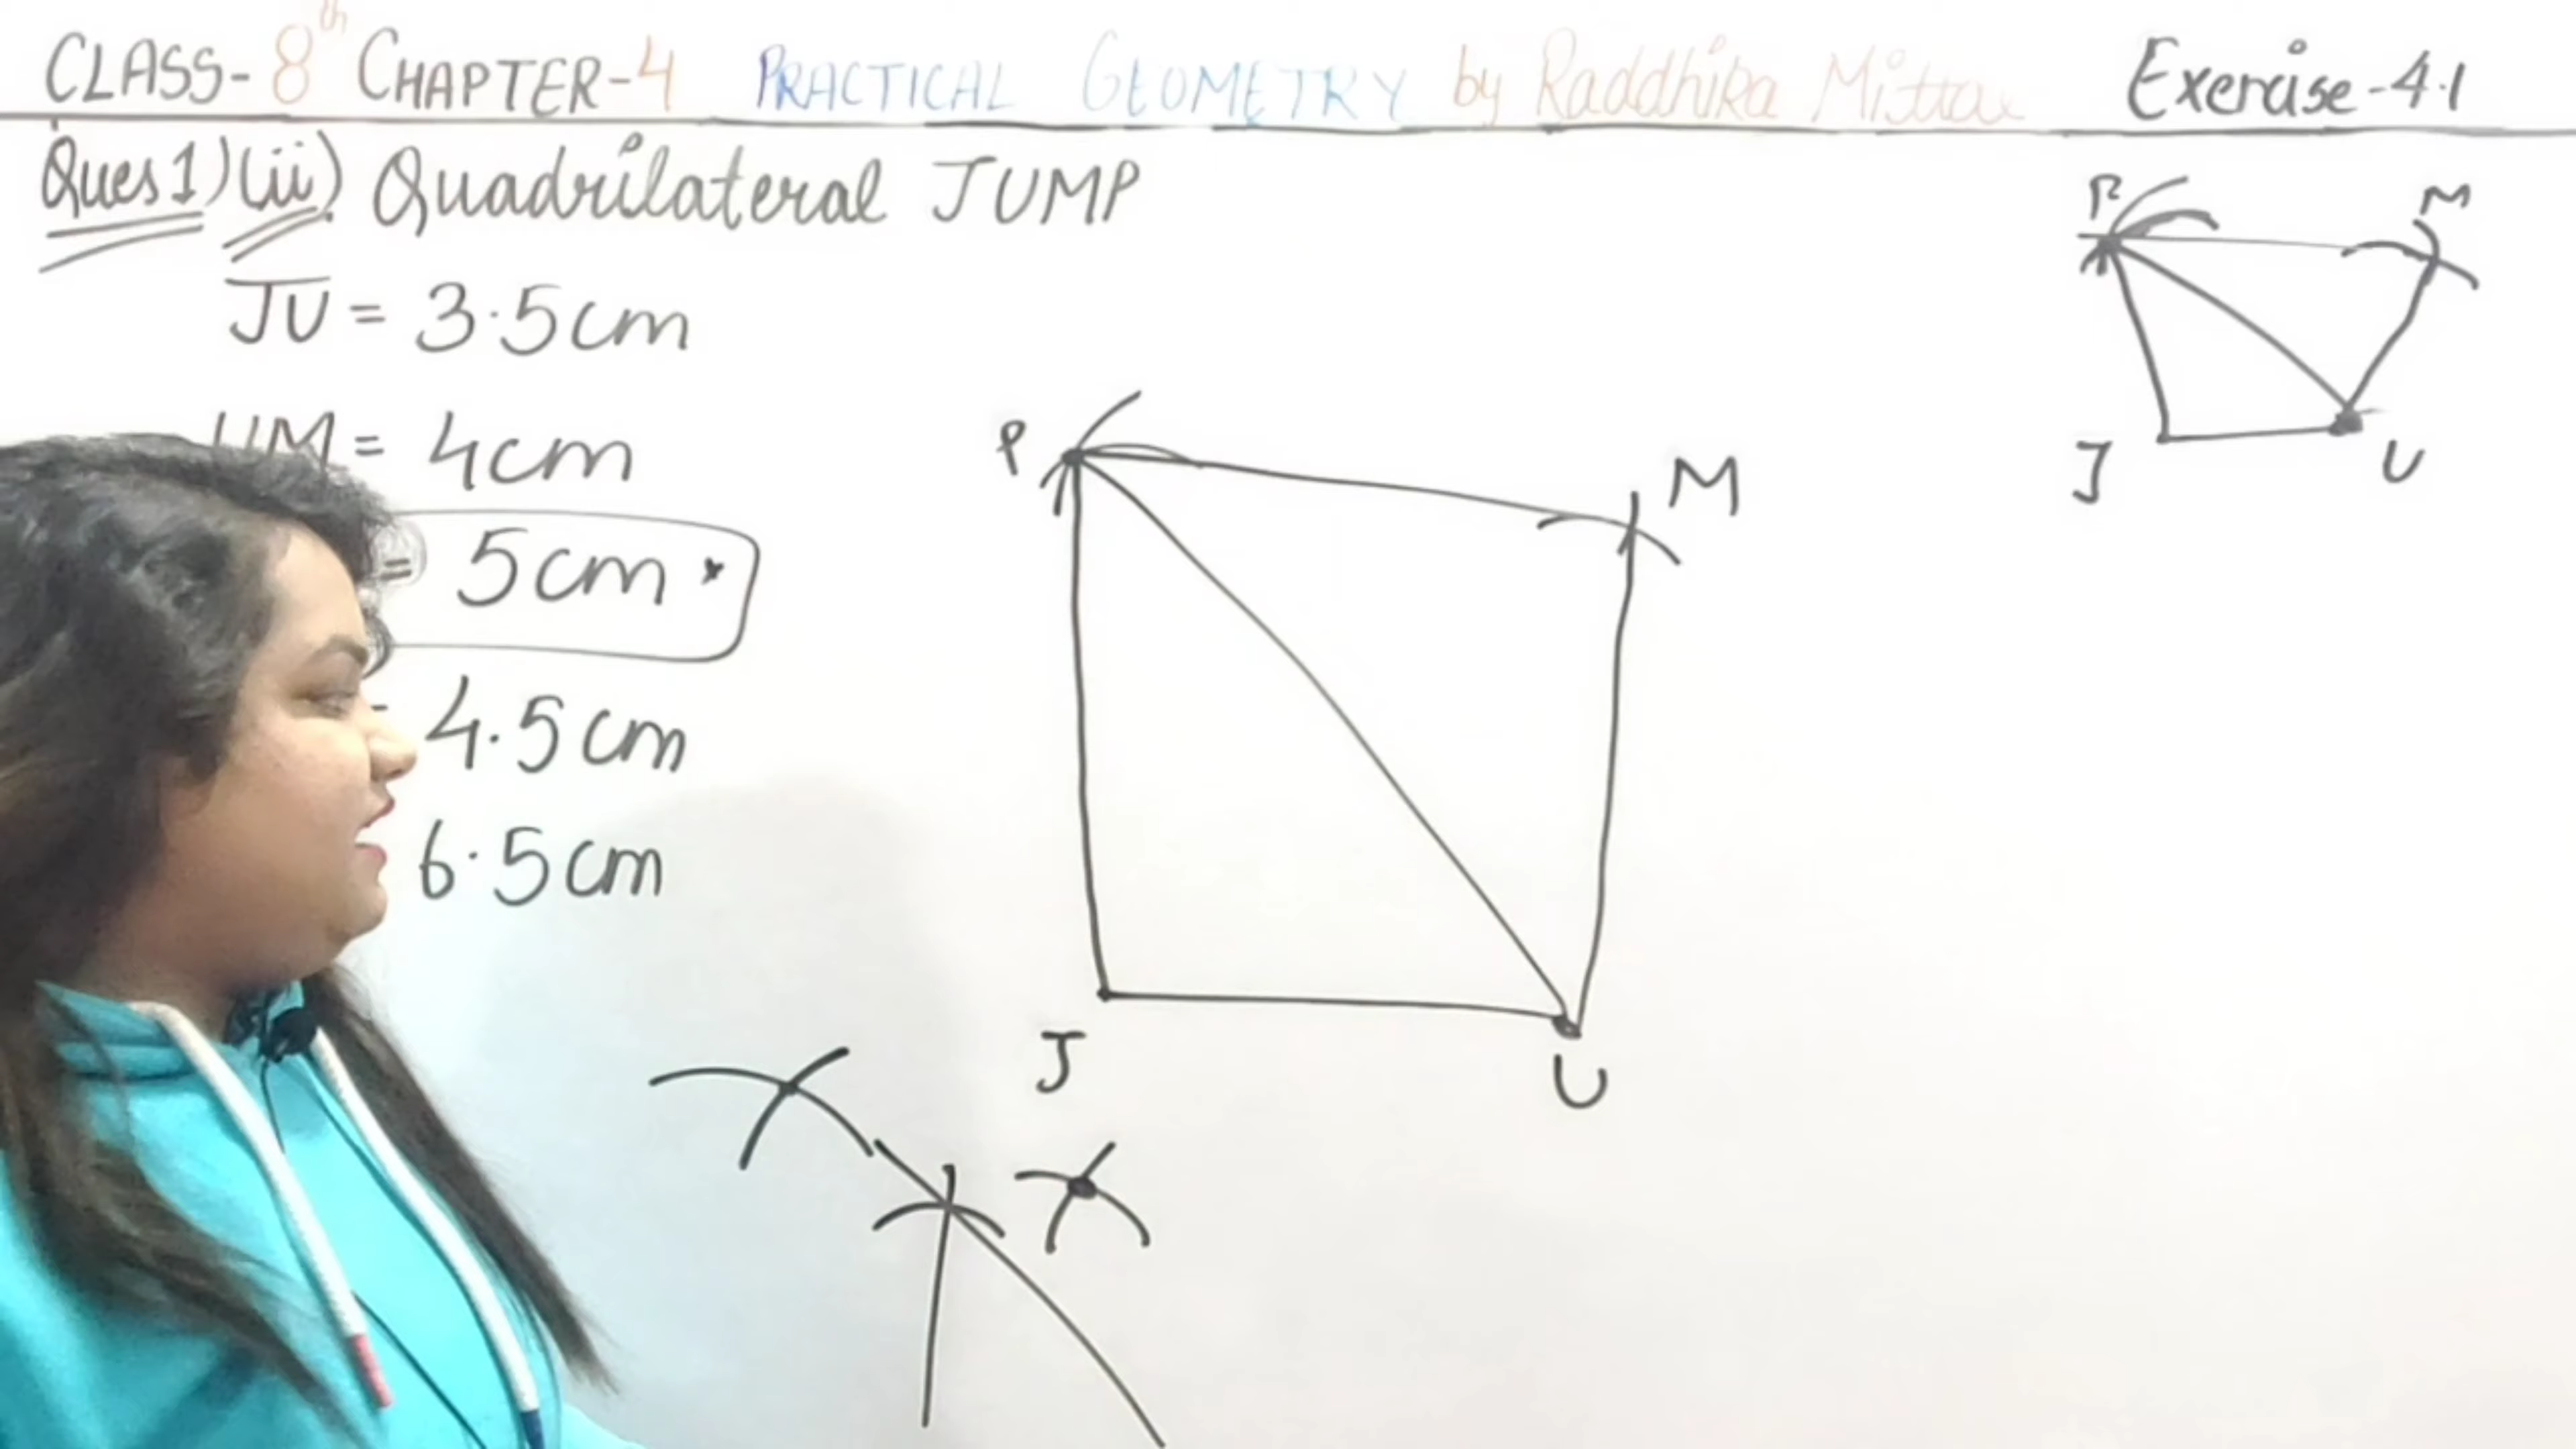 CLASS-8th CHAPTER-4 PRACTICAL GEOMETRY by Raddhika Mittal Exercise-4.1
Ques 1)(ii) Quadrilateral JUMP
JU = 3.5cm
UM = 4cm
= 5cm
4.5cm
6.5cm
P M
J U
P M
J U